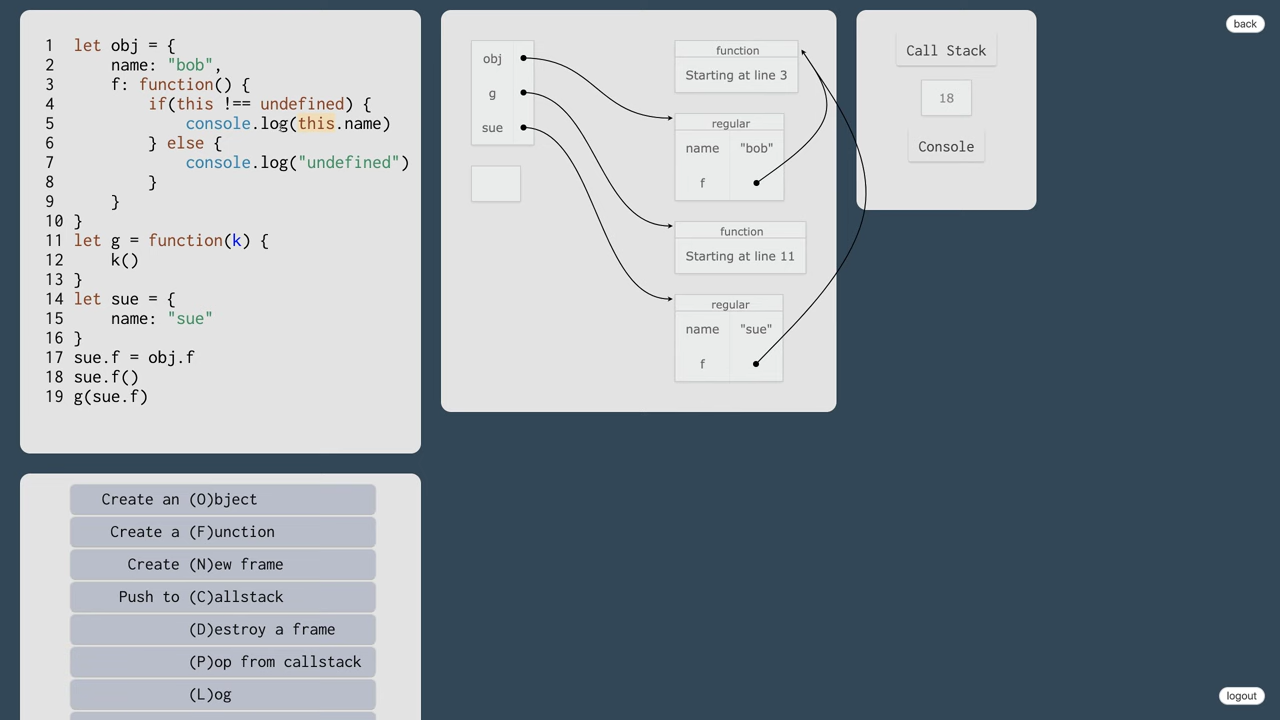 1 let obj = {
2     name: "bob",
3     f: function() {
4         if(this !== undefined) {
5             console.log(this.name)
6         } else {
7             console.log("undefined")
8         }
9     }
10 }
11 let g = function(k) {
12     k()
13 }
14 let sue = {
15     name: "sue"
16 }
17 sue.f = obj.f
18 sue.f()
19 g(sue.f)
Create an (O)bject
Create a (F)unction
Create (N)ew frame
Push to (C)allstack
(D)estroy a frame
(P)op from callstack
(L)og
obj
g
sue
function
Starting at line 3
regular
name "bob"
f
function
Starting at line 11
regular
name "sue"
f
Call Stack
18
Console
back
logout